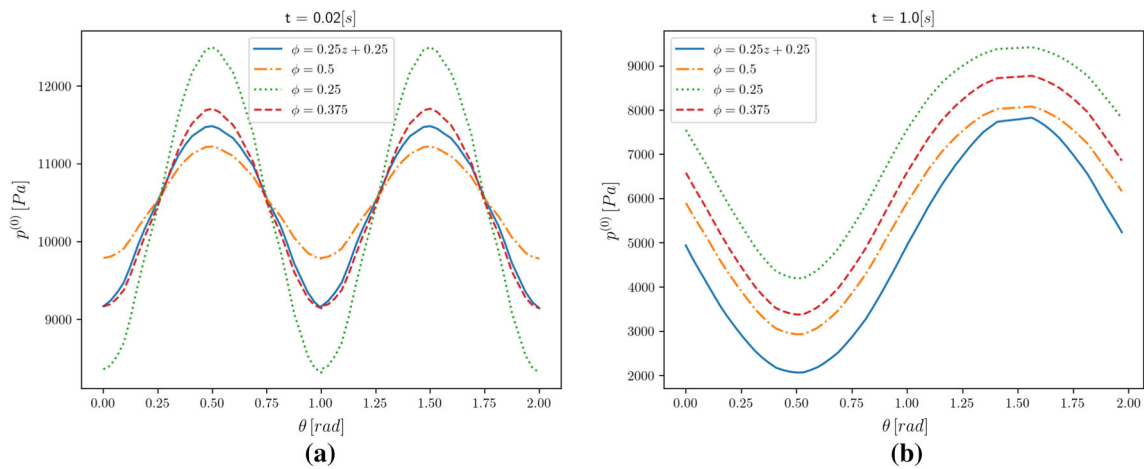 t = 0.02[s]
ϕ = 0.25z + 0.25
ϕ = 0.5
ϕ = 0.25
ϕ = 0.375
12000
11000
10000
9000
p^(0) [Pa]
0.00 0.25 0.50 0.75 1.00 1.25 1.50 1.75 2.00
θ [rad]
(a)
t = 1.0[s]
ϕ = 0.25z + 0.25
ϕ = 0.5
ϕ = 0.25
ϕ = 0.375
9000
8000
7000
6000
5000
4000
3000
2000
p^(0) [Pa]
0.00 0.25 0.50 0.75 1.00 1.25 1.50 1.75 2.00
θ [rad]
(b)